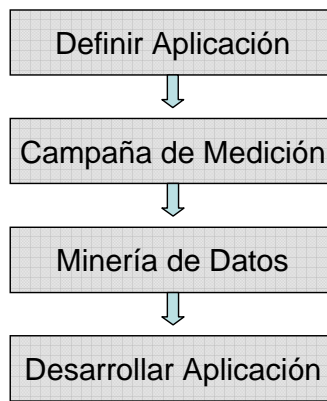 Definir Aplicación
Campaña de Medición
Minería de Datos
Desarrollar Aplicación